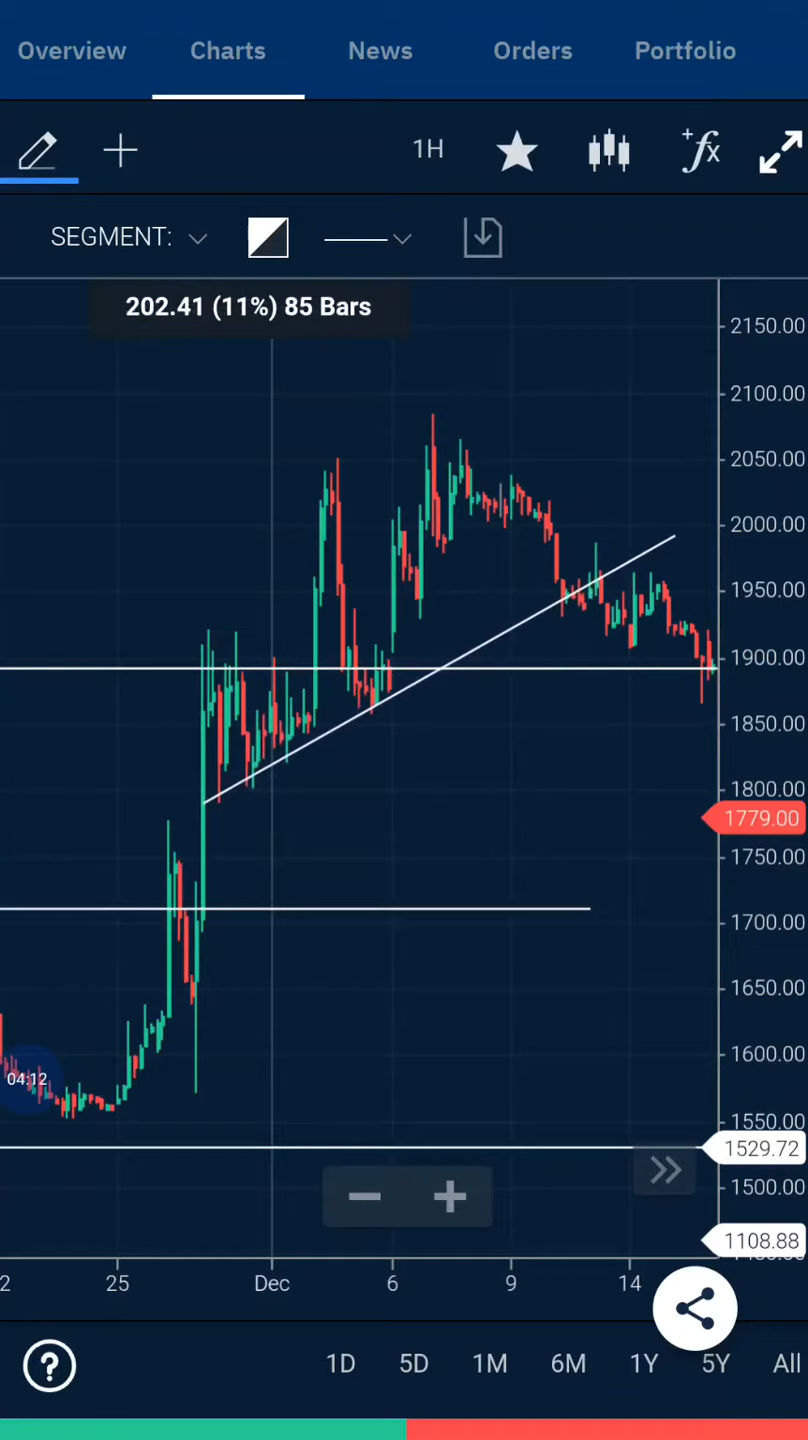 Overview Charts News Orders Portfolio
1H
+fx
SEGMENT:
202.41 (11%) 85 Bars
2150.00
2100.00
2050.00
2000.00
1950.00
1900.00
1850.00
1800.00
1779.00
1750.00
1700.00
1650.00
1600.00
04:12
1550.00
1529.72
1500.00
1108.88
2 25 Dec 6 9 14
1D 5D 1M 6M 1Y 5Y All